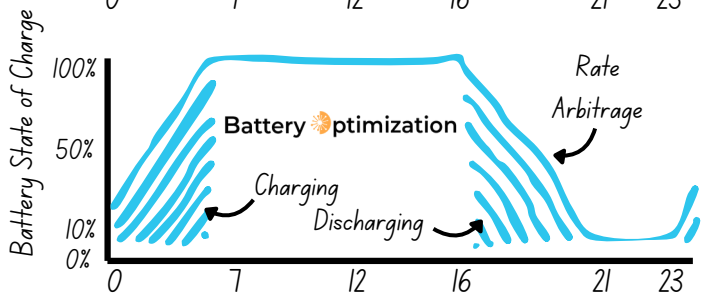 0 7 12 16 21 23
Battery State of Charge
100%
50%
10%
0%
Rate
Arbitrage
Battery Optimization
Charging
Discharging
0 7 12 16 21 23